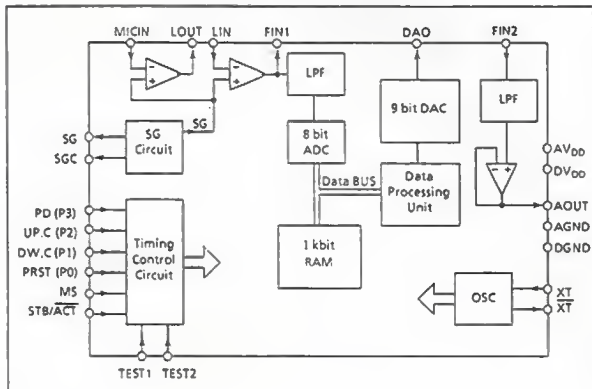 MICIN LOUT LIN FIN1 DAO FIN2
LPF
LPF
9 bit DAC
SG
SG
SGC
SG
Circuit
8 bit
ADC
AVDD
DVDD
AOUT
AGND
DGND
Data BUS
Data
Processing
Unit
PD (P3)
UP.C (P2)
DW.C (P1)
PRST (P0)
MS
STB/ACT
Timing
Control
Circuit
1 kbit
RAM
OSC
XT
XT
TEST1 TEST2